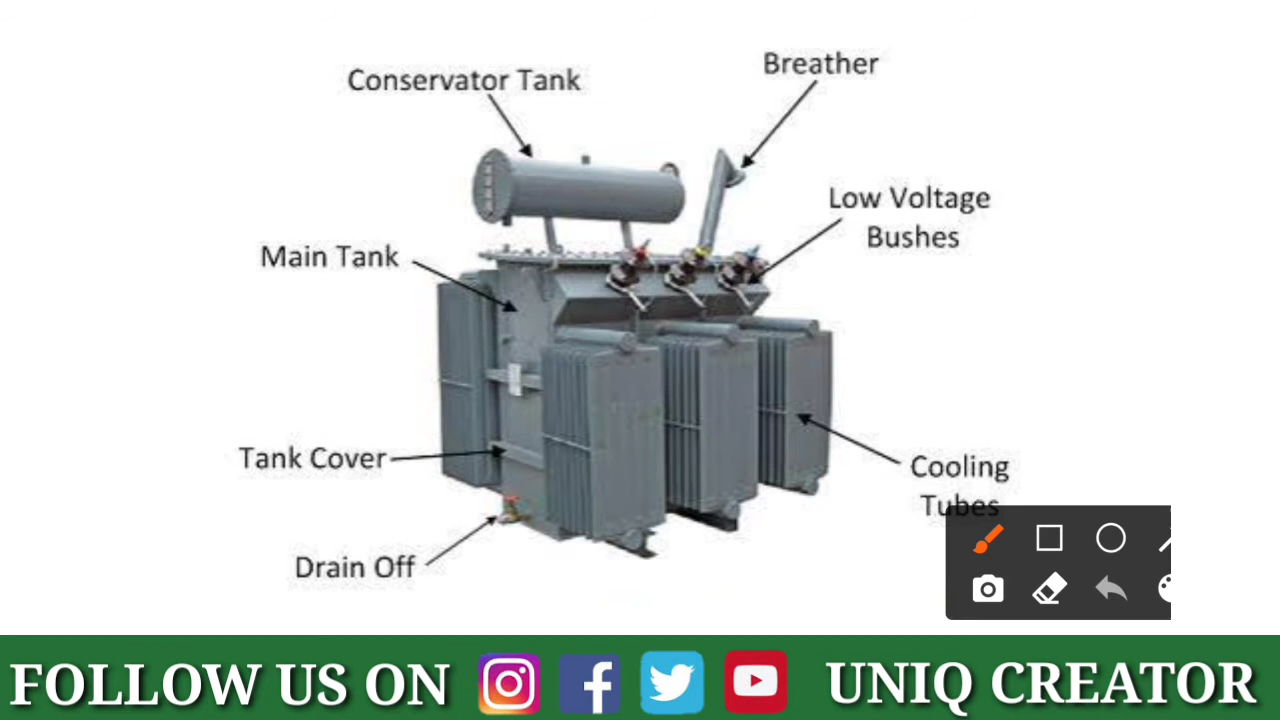 Conservator Tank
Breather
Low Voltage
Bushes
Main Tank
Tank Cover
Cooling
Tubes
Drain Off
FOLLOW US ON
UNIQ CREATOR